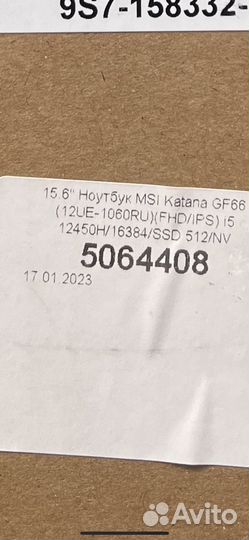 9S7-158332-
15.6" Ноутбук MSI Katana GF66
(12UE-1060RU)(FHD/IPS) i5
12450H/16384/SSD 512/NV
5064408
17.01.2023
Avito